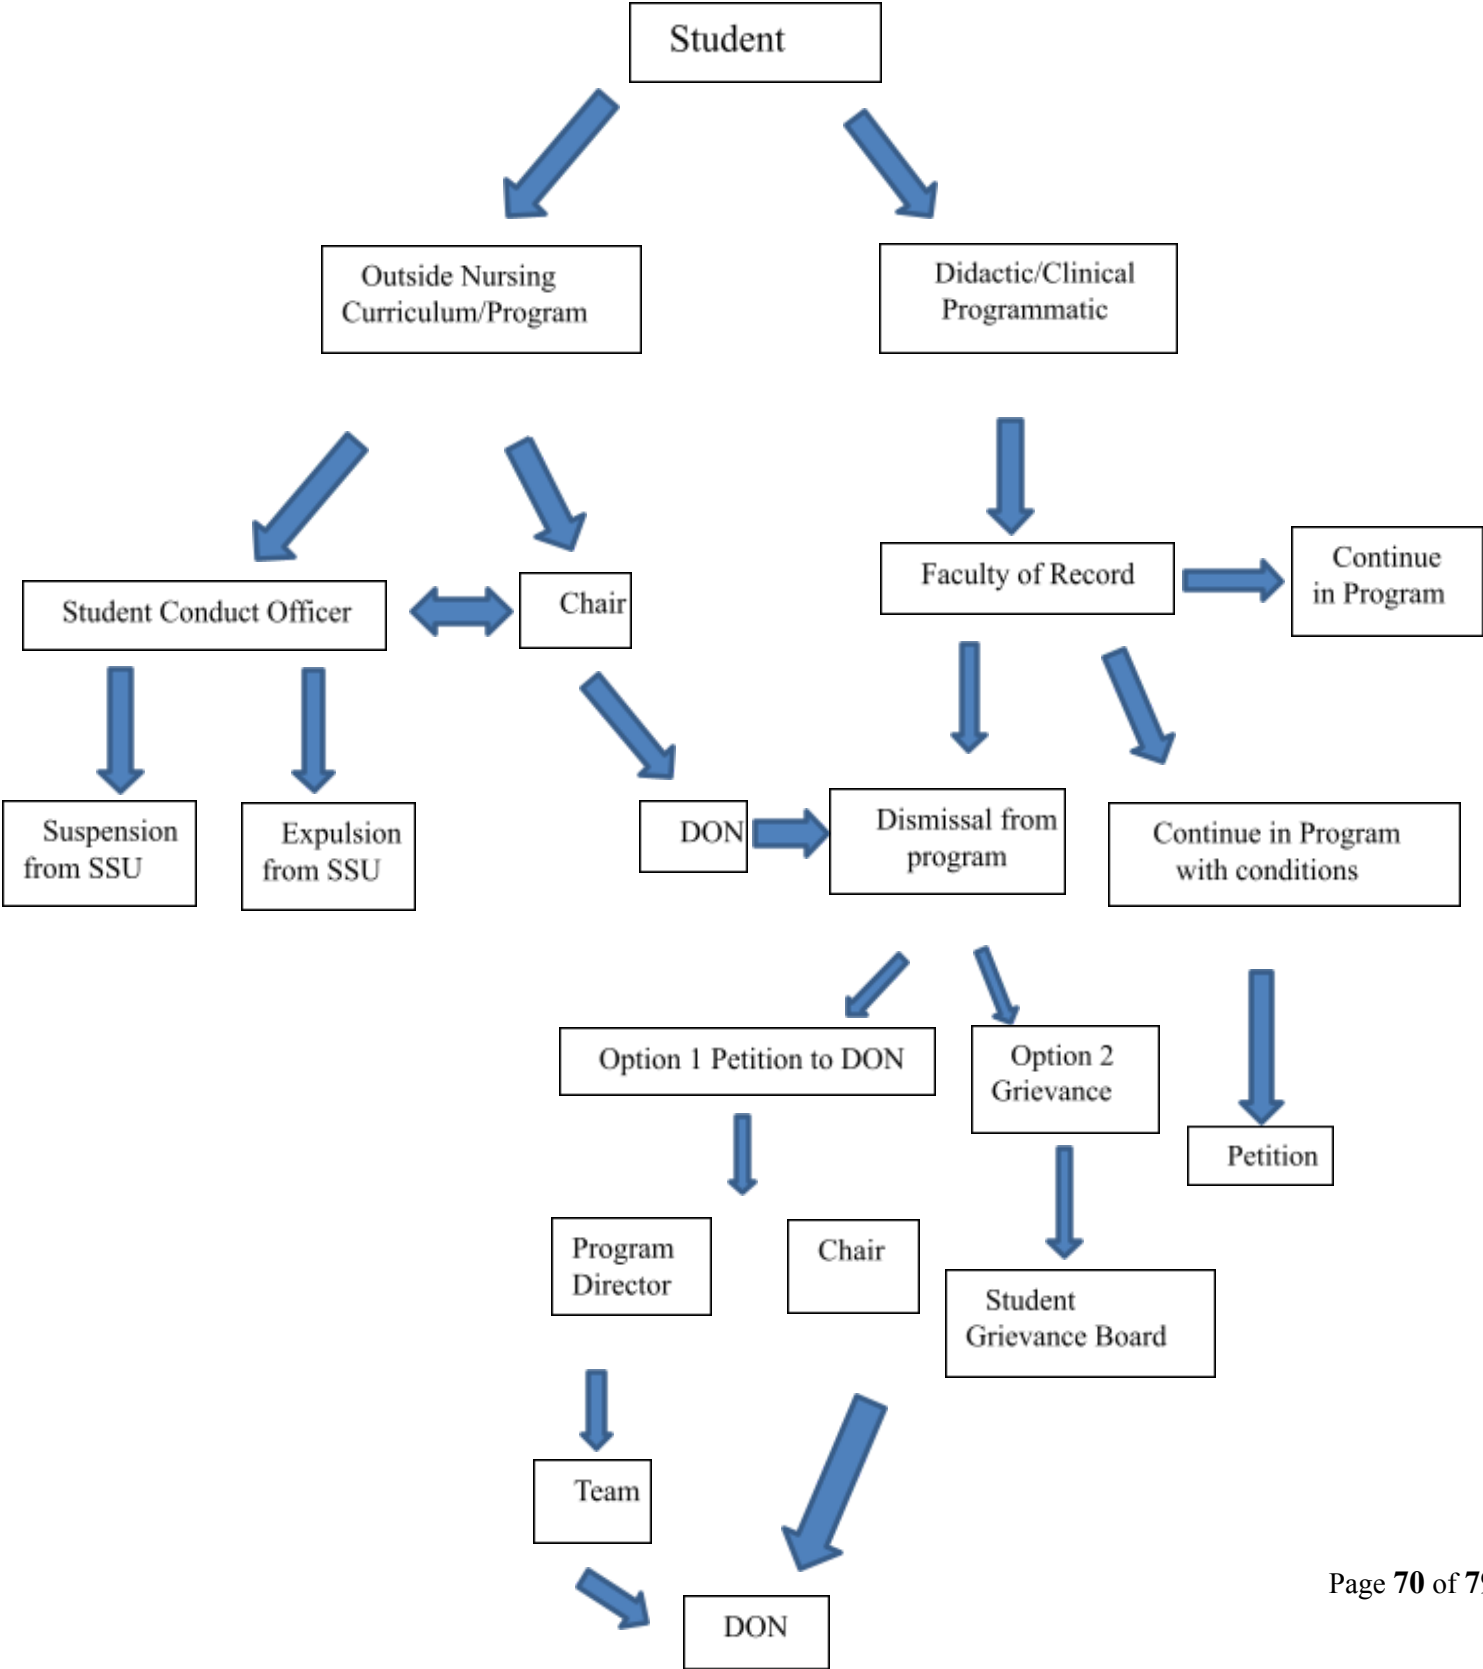 Student
Outside Nursing
Curriculum/Program
Didactic/Clinical
Programmatic
Student Conduct Officer
Chair
Faculty of Record
Continue
in Program
Suspension
from SSU
Expulsion
from SSU
DON
Dismissal from
program
Continue in Program
with conditions
Option 1 Petition to DON
Option 2
Grievance
Petition
Program
Director
Chair
Student
Grievance Board
Team
DON
Page 70 of